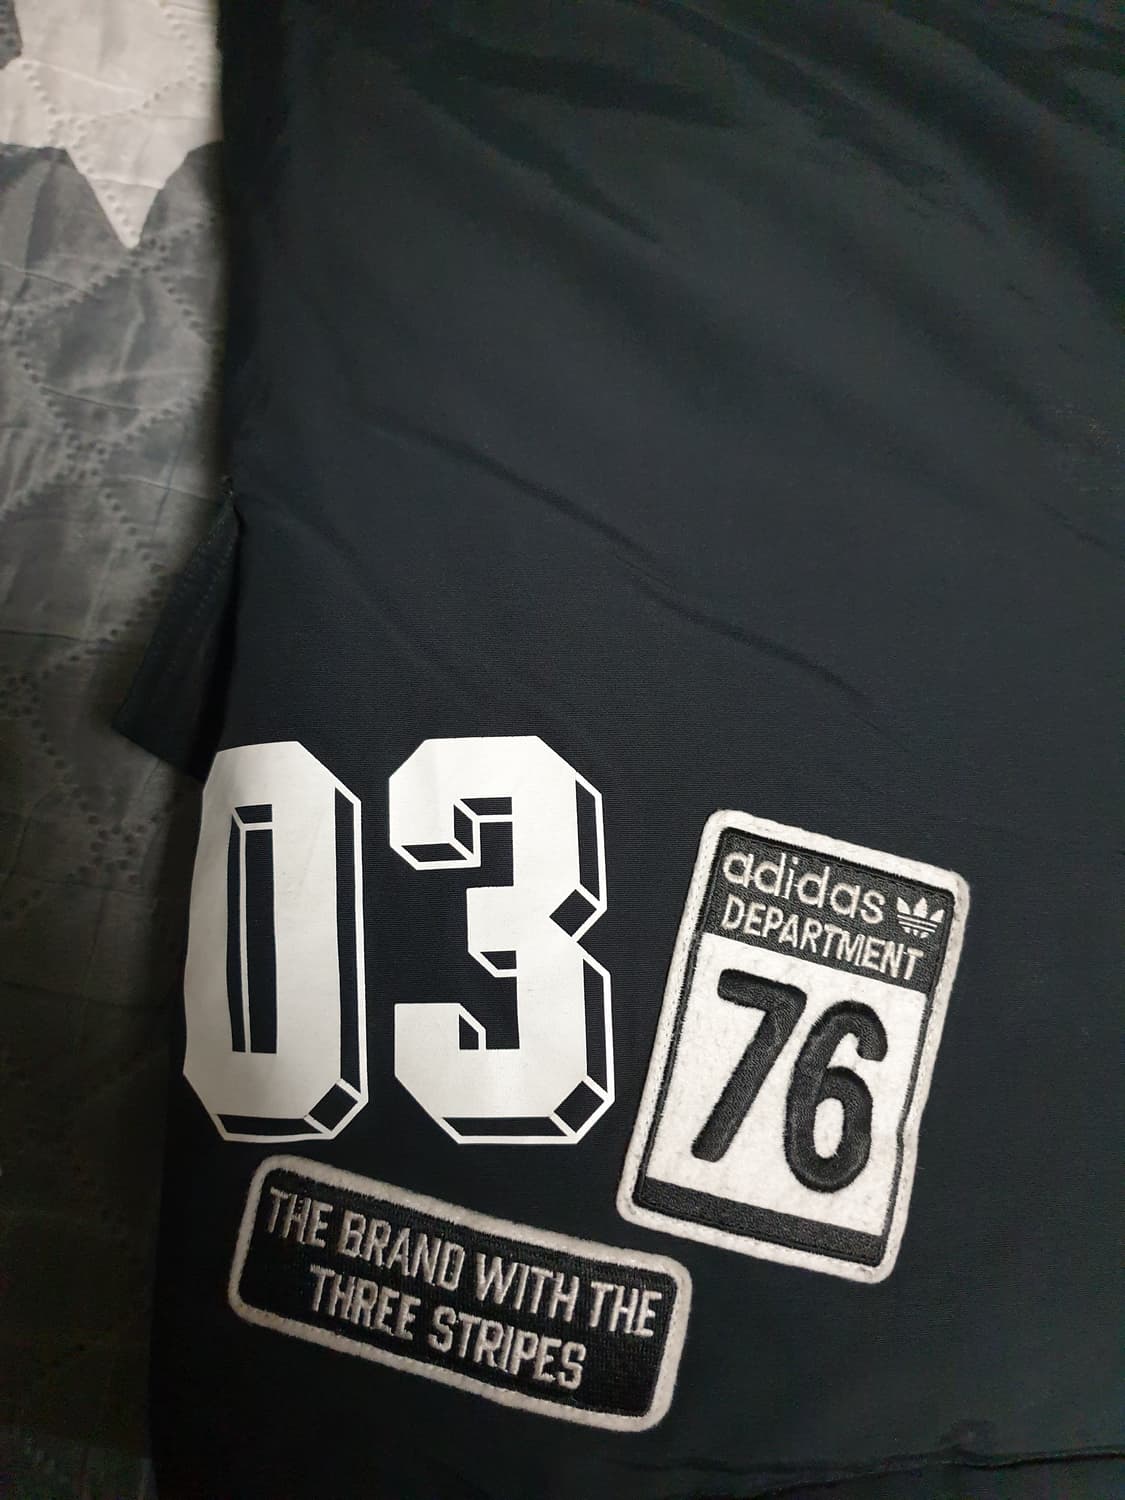 03
adidas
DEPARTMENT
76
THE BRAND WITH THE
THREE STRIPES